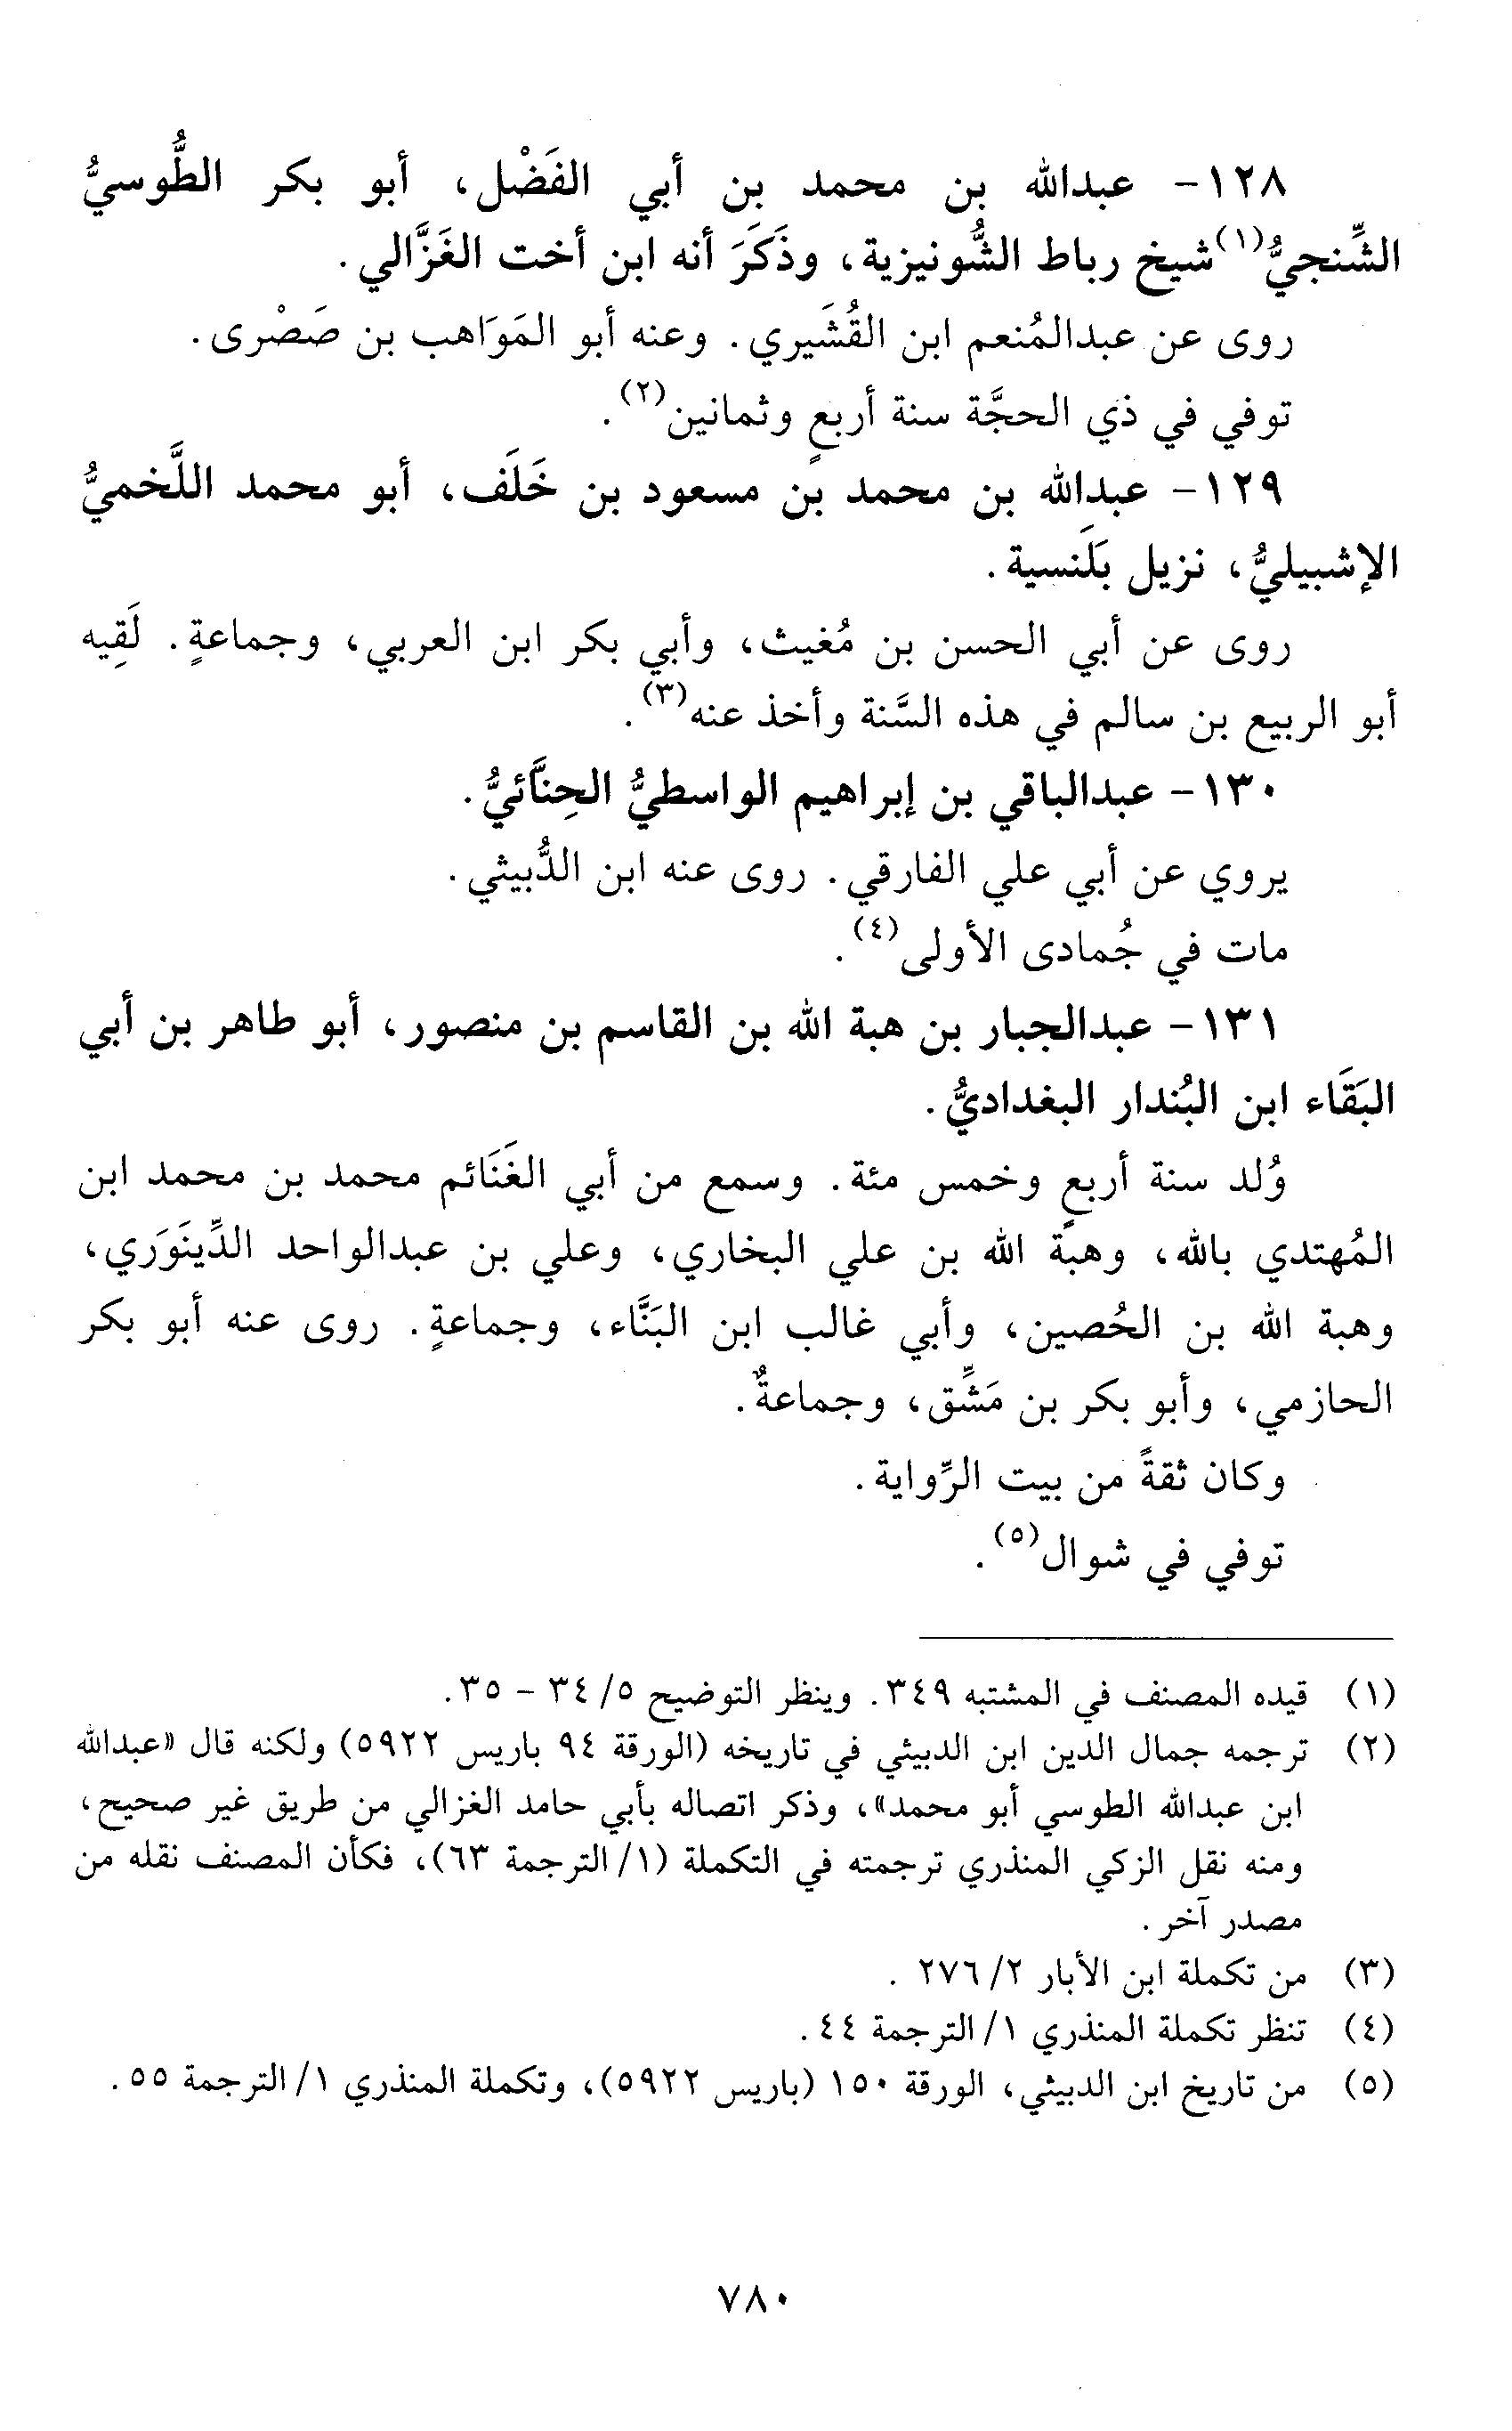 ١٢٨- عبدالله بن محمد بن أبي الفَضْل، أبو بكر الطُّوسيُّ
الشِّنجيُّ(١) شيخ رباط الشُّونيزية، وذَكَرَ أنه ابن أخت الغَزَّالي.
روى عن عبدالمُنعم ابن القُشَيري. وعنه أبو المَوَاهب بن صَصْرى.
توفي في ذي الحجَّة سنة أربعٍ وثمانين(٢).
١٢٩- عبدالله بن محمد بن مسعود بن خَلَف، أبو محمد اللَّخميُّ
الإشبيليُّ، نزيل بَلَنسية.
روى عن أبي الحسن بن مُغيث، وأبي بكر ابن العربي، وجماعةٍ. لَقِيه
أبو الربيع بن سالم في هذه السَّنة وأخذ عنه(٣).
١٣٠- عبدالباقي بن إبراهيم الواسطيُّ الحِنَّائيُّ.
يروي عن أبي علي الفارقي. روى عنه ابن الدُّبيثي.
مات في جُمادى الأولى(٤).
١٣١- عبدالجبار بن هبة الله بن القاسم بن منصور، أبو طاهر بن أبي
البَقَاء ابن البُندار البغداديُّ.
وُلد سنة أربعٍ وخمس مئة. وسمع من أبي الغَنَائم محمد بن محمد ابن
المُهتدي بالله، وهبة الله بن علي البخاري، وعلي بن عبدالواحد الدِّينَوَري،
وهبة الله بن الحُصين، وأبي غالب ابن البَنَّاء، وجماعةٍ. روى عنه أبو بكر
الحازمي، وأبو بكر بن مَشِّق، وجماعةٌ.
وكان ثقةً من بيت الرِّواية.
توفي في شوال(٥).
(١) قيده المصنف في المشتبه ٣٤٩. وينظر التوضيح ٥/ ٣٤ - ٣٥.
(٢) ترجمه جمال الدين ابن الدبيثي في تاريخه (الورقة ٩٤ باريس ٥٩٢٢) ولكنه قال «عبدالله
ابن عبدالله الطوسي أبو محمد»، وذكر اتصاله بأبي حامد الغزالي من طريق غير صحيح،
ومنه نقل الزكي المنذري ترجمته في التكملة (١/ الترجمة ٦٣)، فكأن المصنف نقله من
مصدر آخر.
(٣) من تكملة ابن الأبار ٢/ ٢٧٦.
(٤) تنظر تكملة المنذري ١/ الترجمة ٤٤.
(٥) من تاريخ ابن الدبيثي، الورقة ١٥٠ (باريس ٥٩٢٢)، وتكملة المنذري ١/ الترجمة ٥٥.
٧٨٠